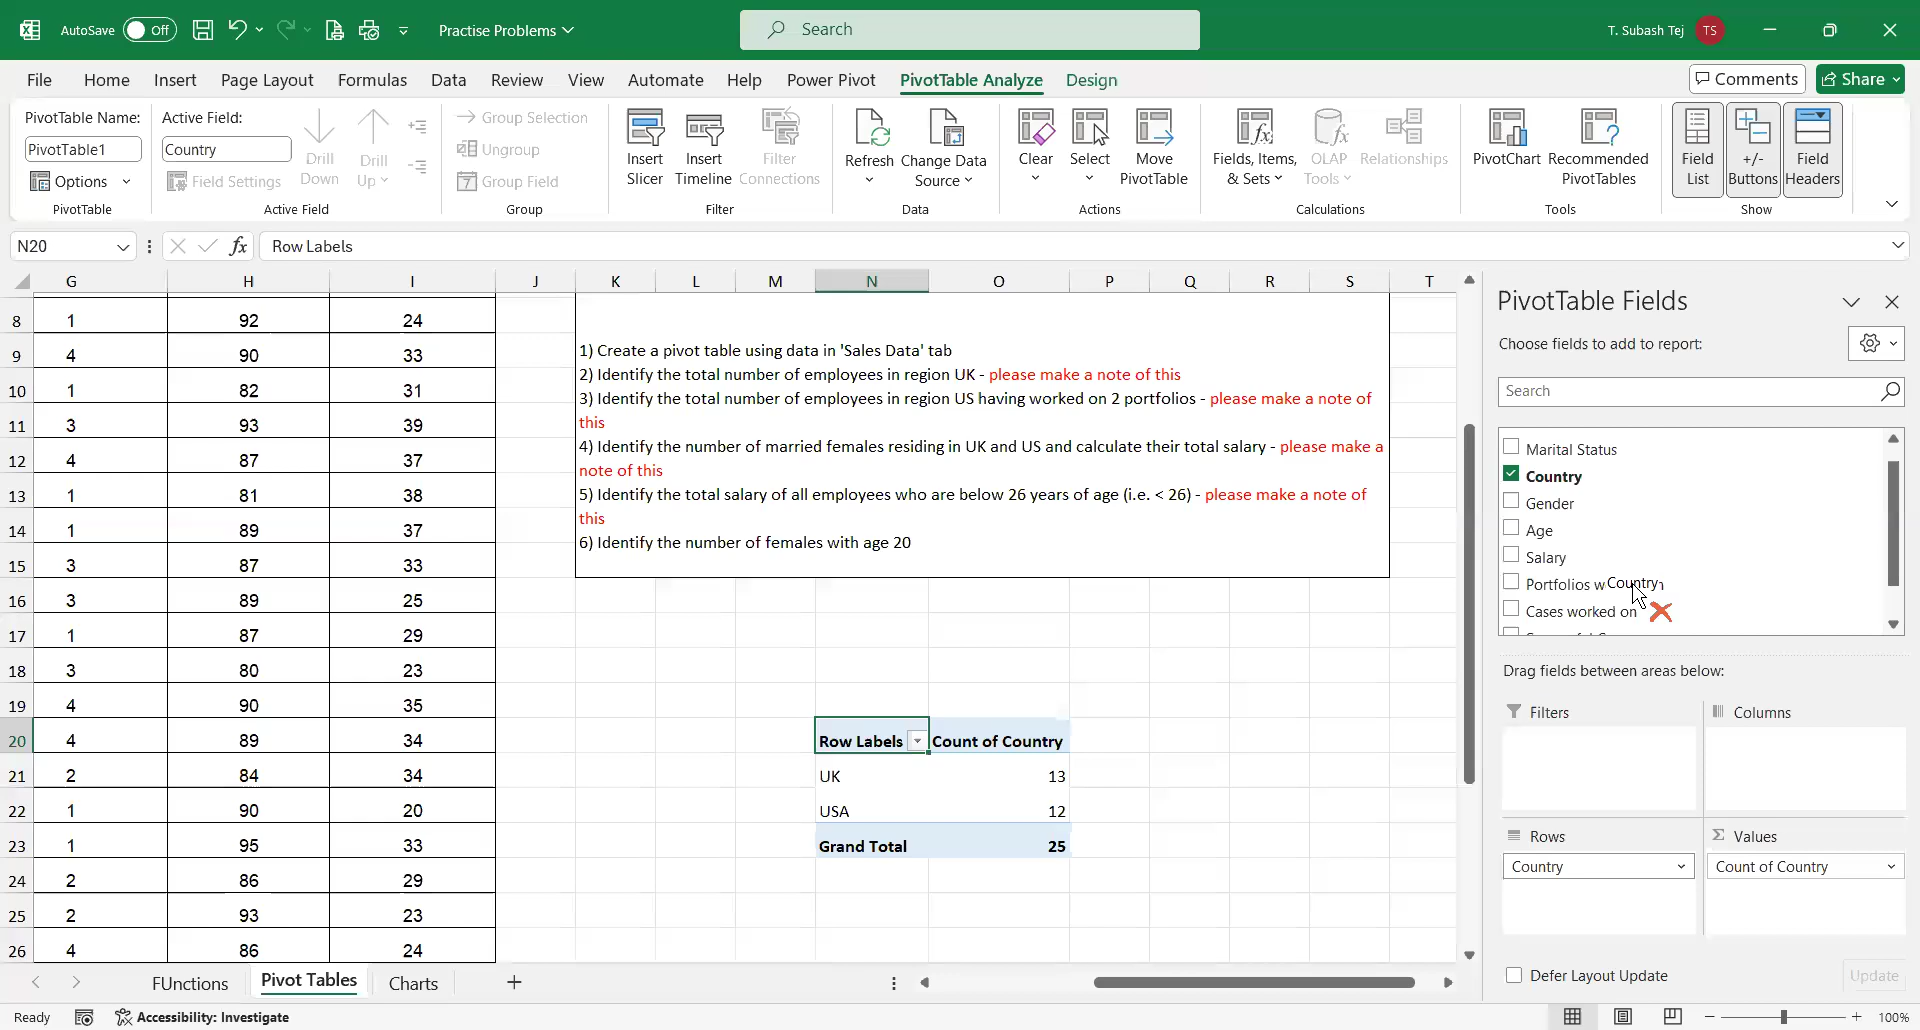 AutoSave Off Practise Problems Search T. Subash Tej TS
File Home Insert Page Layout Formulas Data Review View Automate Help Power Pivot PivotTable Analyze Design Comments Share
PivotTable Name:
PivotTable1
Options
PivotTable
Active Field:
Country
Field Settings
Drill Down
Drill Up
Active Field
Group Selection
Ungroup
Group Field
Group
Insert Slicer
Insert Timeline
Filter Connections
Filter
Refresh
Change Data Source
Data
Clear
Select
Move PivotTable
Actions
Fields, Items, & Sets
OLAP Tools
Relationships
Calculations
PivotChart
Recommended PivotTables
Tools
Field List
+/- Buttons
Field Headers
Show
N20 fx Row Labels
G H I J K L M N O P Q R S T
8 1 92 24
9 4 90 33
10 1 82 31
11 3 93 39
12 4 87 37
13 1 81 38
14 1 89 37
15 3 87 33
16 3 89 25
17 1 87 29
18 3 80 23
19 4 90 35
20 4 89 34
21 2 84 34
22 1 90 20
23 1 95 33
24 2 86 29
25 2 93 23
26 4 86 24
1) Create a pivot table using data in 'Sales Data' tab
2) Identify the total number of employees in region UK - please make a note of this
3) Identify the total number of employees in region US having worked on 2 portfolios - please make a note of
this
4) Identify the number of married females residing in UK and US and calculate their total salary - please make a
note of this
5) Identify the total salary of all employees who are below 26 years of age (i.e. < 26) - please make a note of
this
6) Identify the number of females with age 20
Row Labels Count of Country
UK 13
USA 12
Grand Total 25
PivotTable Fields
Choose fields to add to report:
Search
Marital Status
Country
Gender
Age
Salary
Portfolios w
Country
Cases worked on
Drag fields between areas below:
Filters
Columns
Rows
Country
Values
Count of Country
Defer Layout Update
Update
FUnctions Pivot Tables Charts
Ready Accessibility: Investigate 100%